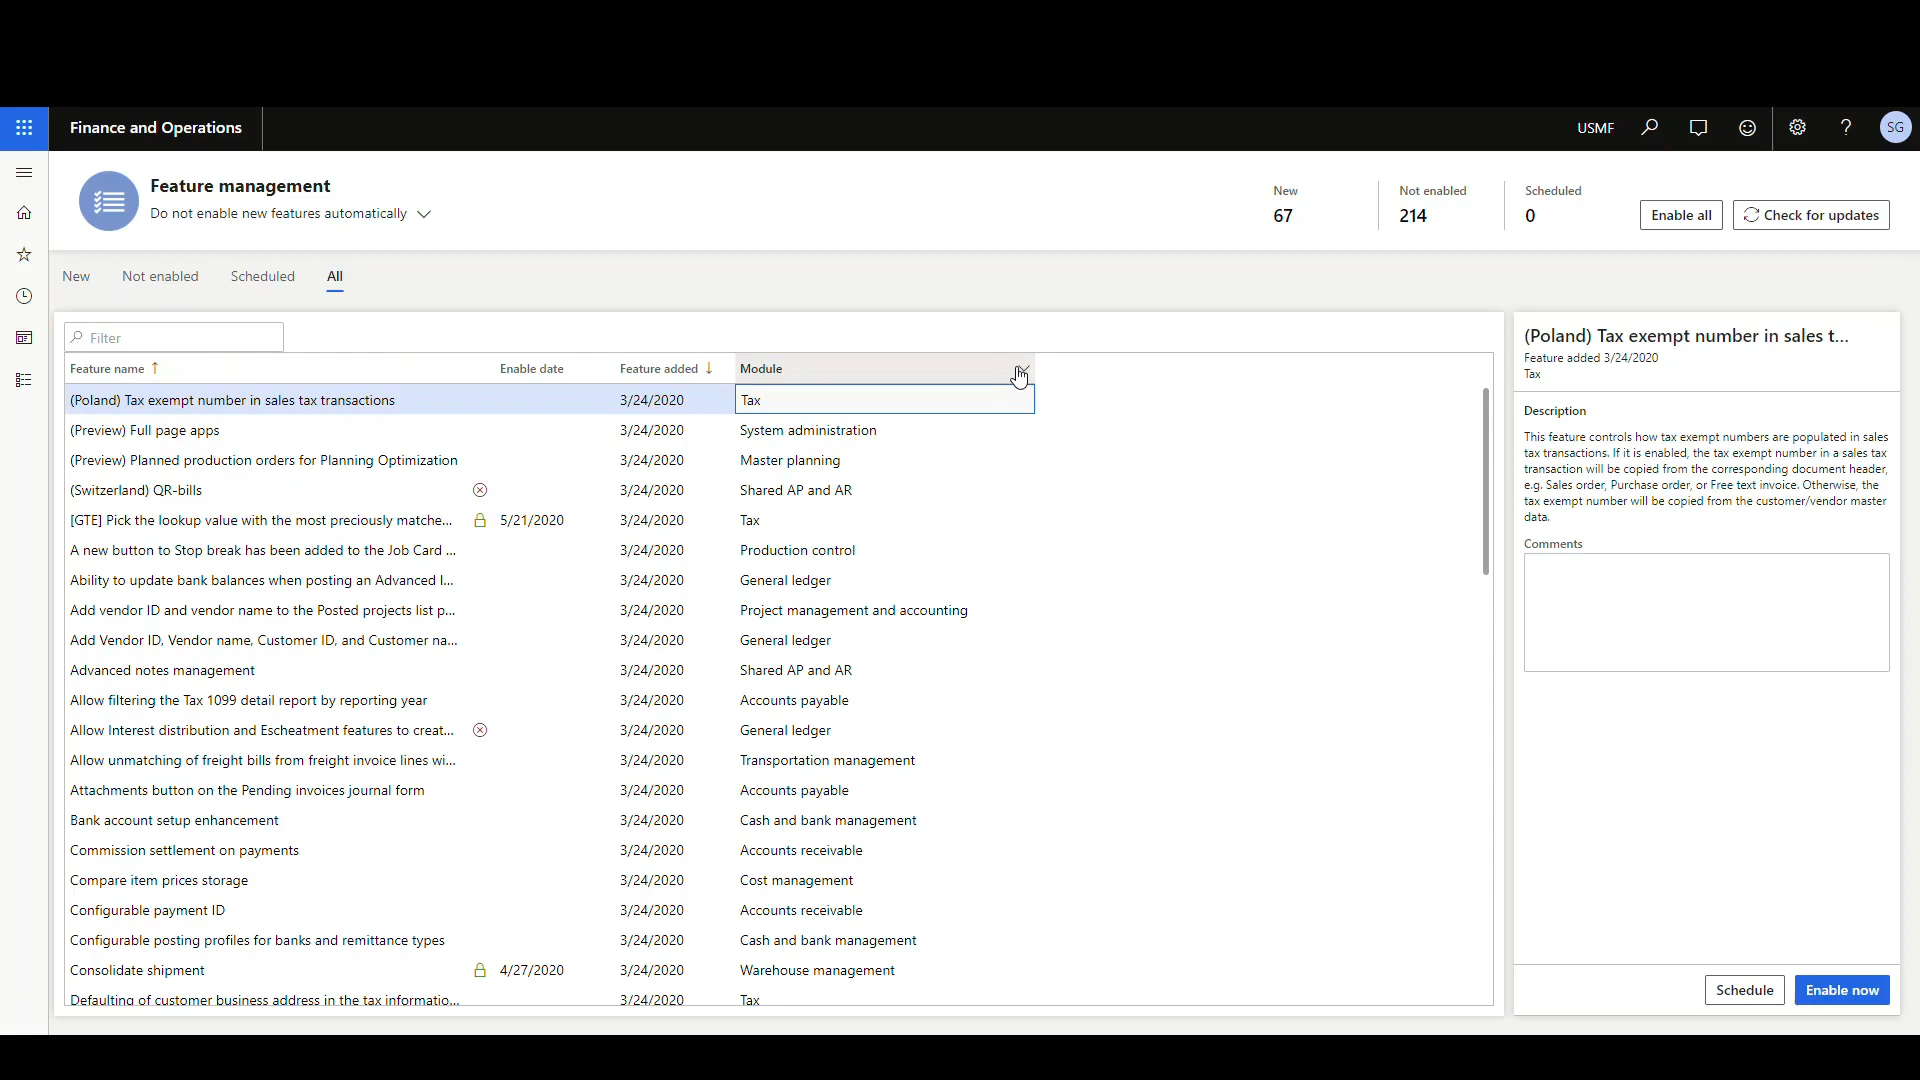 Finance and Operations
USMF
SG
Feature management
Do not enable new features automatically
New
67
Not enabled
214
Scheduled
0
Enable all
Check for updates
New Not enabled Scheduled All
Filter
Feature name Enable date Feature added Module
(Poland) Tax exempt number in sales tax transactions 3/24/2020 Tax
(Preview) Full page apps 3/24/2020 System administration
(Preview) Planned production orders for Planning Optimization 3/24/2020 Master planning
(Switzerland) QR-bills 3/24/2020 Shared AP and AR
[GTE] Pick the lookup value with the most preciously matche... 5/21/2020 3/24/2020 Tax
A new button to Stop break has been added to the Job Card ... 3/24/2020 Production control
Ability to update bank balances when posting an Advanced l... 3/24/2020 General ledger
Add vendor ID and vendor name to the Posted projects list p... 3/24/2020 Project management and accounting
Add Vendor ID, Vendor name, Customer ID, and Customer na... 3/24/2020 General ledger
Advanced notes management 3/24/2020 Shared AP and AR
Allow filtering the Tax 1099 detail report by reporting year 3/24/2020 Accounts payable
Allow Interest distribution and Escheatment features to creat... 3/24/2020 General ledger
Allow unmatching of freight bills from freight invoice lines wi... 3/24/2020 Transportation management
Attachments button on the Pending invoices journal form 3/24/2020 Accounts payable
Bank account setup enhancement 3/24/2020 Cash and bank management
Commission settlement on payments 3/24/2020 Accounts receivable
Compare item prices storage 3/24/2020 Cost management
Configurable payment ID 3/24/2020 Accounts receivable
Configurable posting profiles for banks and remittance types 3/24/2020 Cash and bank management
Consolidate shipment 4/27/2020 3/24/2020 Warehouse management
Defaulting of customer business address in the tax informatio... 3/24/2020 Tax
(Poland) Tax exempt number in sales t...
Feature added 3/24/2020
Tax
Description
This feature controls how tax exempt numbers are populated in sales
tax transactions. If it is enabled, the tax exempt number in a sales tax
transaction will be copied from the corresponding document header,
e.g. Sales order, Purchase order, or Free text invoice. Otherwise, the
tax exempt number will be copied from the customer/vendor master
data.
Comments
Schedule
Enable now